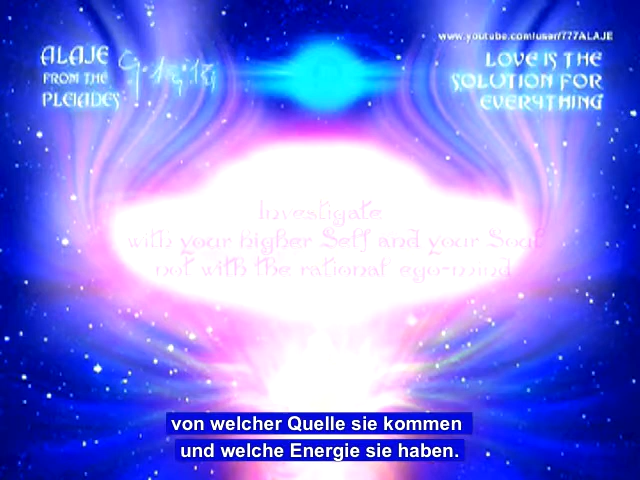 www.youtube.com/user/777ALAJE
ALAJE
FROM THE
PLEIADES
LOVE IS THE
SOLUTION FOR
EVERYTHING
Investigate
with your higher Self and your Soul
not with the rational ego-mind
von welcher Quelle sie kommen
und welche Energie sie haben.